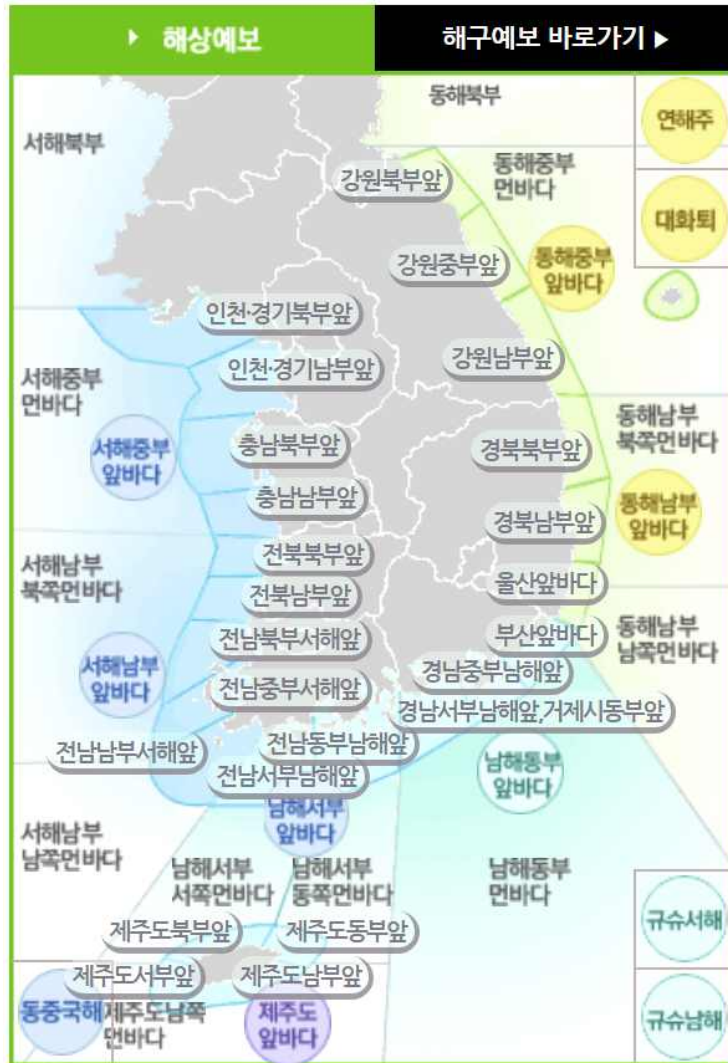 ▶ 해상예보
해구예보 바로가기 ▶
동해북부
연해주
서해북부
동해중부
먼바다
강원북부앞
대화퇴
강원중부앞
동해중부
앞바다
인천·경기북부앞
강원남부앞
인천·경기남부앞
서해중부
먼바다
동해남부
북쪽먼바다
서해중부
앞바다
충남북부앞
경북북부앞
충남남부앞
동해남부
앞바다
경북남부앞
전북북부앞
서해남부
북쪽먼바다
울산앞바다
전북남부앞
전남북부서해앞
부산앞바다
동해남부
남쪽먼바다
서해남부
앞바다
경남중부남해앞
전남중부서해앞
경남서부남해앞,거제시동부앞
전남남부서해앞
전남동부남해앞
전남서부남해앞
남해동부
앞바다
남해서부
앞바다
서해남부
남쪽먼바다
남해서부
서쪽먼바다
남해서부
동쪽먼바다
남해동부
먼바다
제주도북부앞
제주도동부앞
규슈서해
제주도서부앞
제주도남부앞
동중국해
제주도남쪽
먼바다
제주도
앞바다
규슈남해